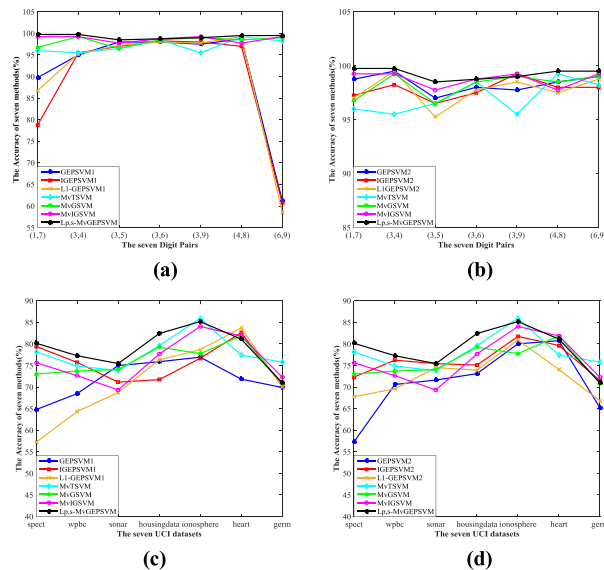 The Accuracy of seven methods(%)
105
100
95
90
85
80
75
70
65
60
55
GEPSVM1
IGEPSVM1
L1-GEPSVM1
MvTSVM
MvGSVM
MvIGSVM
Lp,s-MvGEPSVM
(1,7) (3,4) (3,5) (3,6) (3,9) (4,8) (6,9)
The seven Digit Pairs
(a)
The Accuracy of seven methods(%)
105
100
95
90
85
GEPSVM2
IGEPSVM2
L1GEPSVM2
MvTSVM
MvGSVM
MvIGSVM
Lp,s-MvGEPSVM
(1,7) (3,4) (3,5) (3,6) (3,9) (4,8) (6,9)
The seven Digit Pairs
(b)
The Accuracy of seven methods(%)
90
85
80
75
70
65
60
55
50
45
40
GEPSVM1
IGEPSVM1
L1-GEPSVM1
MvTSVM
MvGSVM
MvIGSVM
Lp,s-MvGEPSVM
spect wpbc sonar housingdata ionosphere heart germ
The seven UCI datasets
(c)
The Accuracy of seven methods(%)
90
85
80
75
70
65
60
55
50
45
40
GEPSVM2
IGEPSVM2
L1-GEPSVM2
MvTSVM
MvGSVM
MvIGSVM
Lp,s-MvGEPSVM
spect wpbc sonar housingdata ionosphere heart germ
The seven UCI datasets
(d)